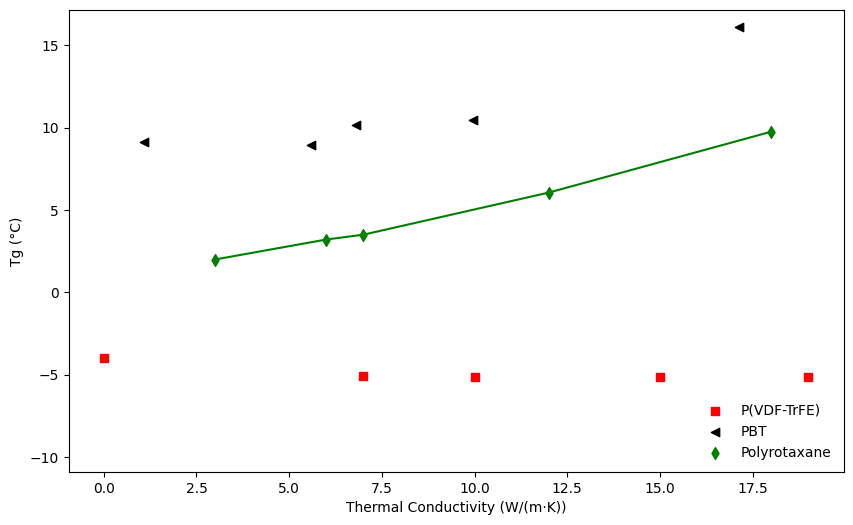 15
10
5
0
−5
−10
Tg (°C)
0.0
2.5
5.0
7.5
10.0
12.5
15.0
17.5
Thermal Conductivity (W/(m·K))
P(VDF-TrFE)
PBT
Polyrotaxane